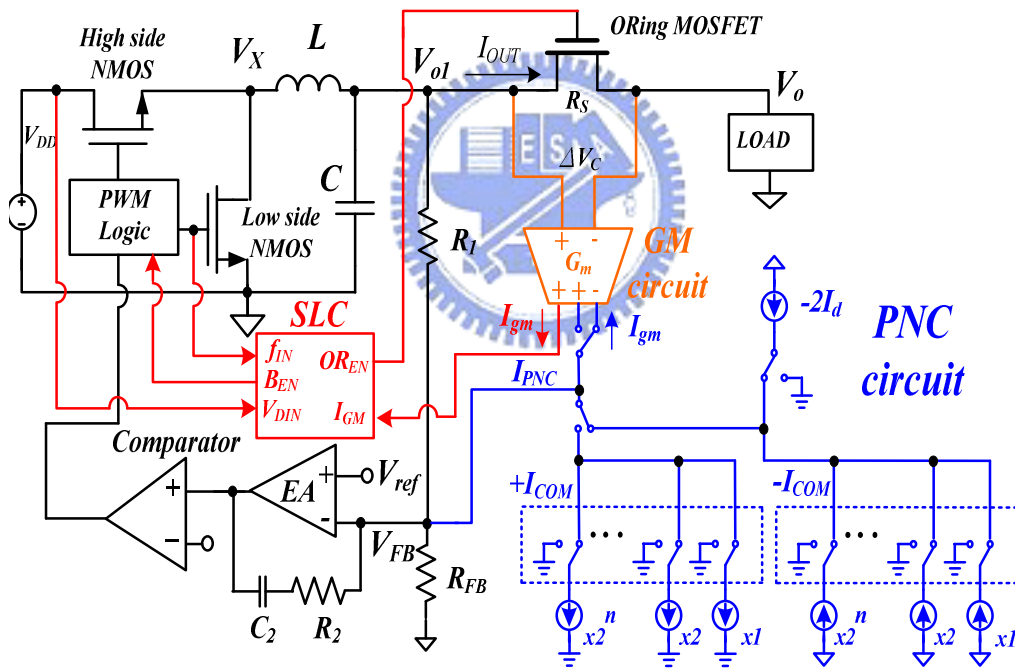 High side
NMOS
V_X
L
V_o1
I_OUT
ORing MOSFET
R_S
V_o
LOAD
V_DD
ES A
ΔV_C
C
PWM
Logic
Low side
NMOS
R_1
+ -
G_m
+ + -
GM
circuit
I_gm
I_gm
-2I_d
PNC
circuit
SLC
f_IN
OR_EN
B_EN
V_DIN
I_GM
I_PNC
Comparator
+
-
EA
+
-
V_ref
V_FB
R_FB
C_2
R_2
+I_COM
-I_COM
x2^n
x2
x1
x2^n
x2
x1